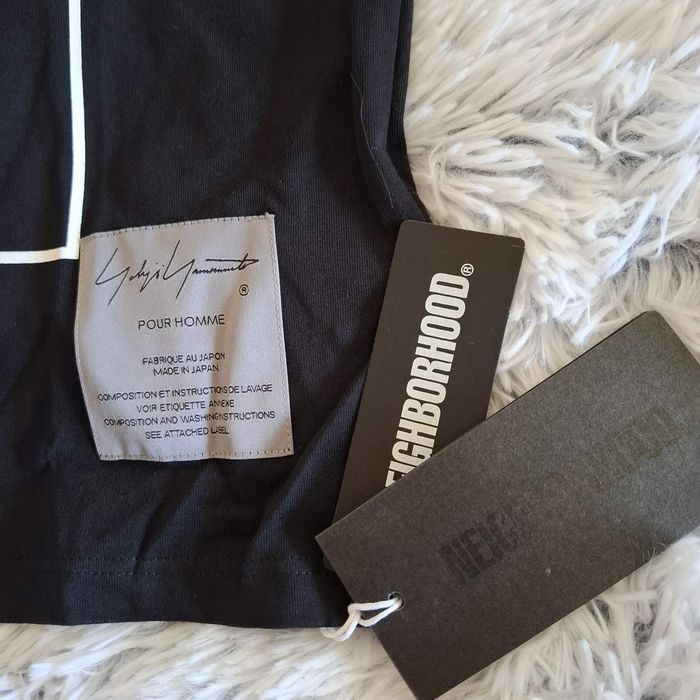 Yohji Yamamoto
®
POUR HOMME
FABRIQUE AU JAPON
MADE IN JAPAN
COMPOSITION ET INSTRUCTIONS DE LAVAGE
VOIR ETIQUETTE ANNEXE
COMPOSITION AND WASHING INSTRUCTIONS
SEE ATTACHED LABEL
NEIGHBORHOOD®